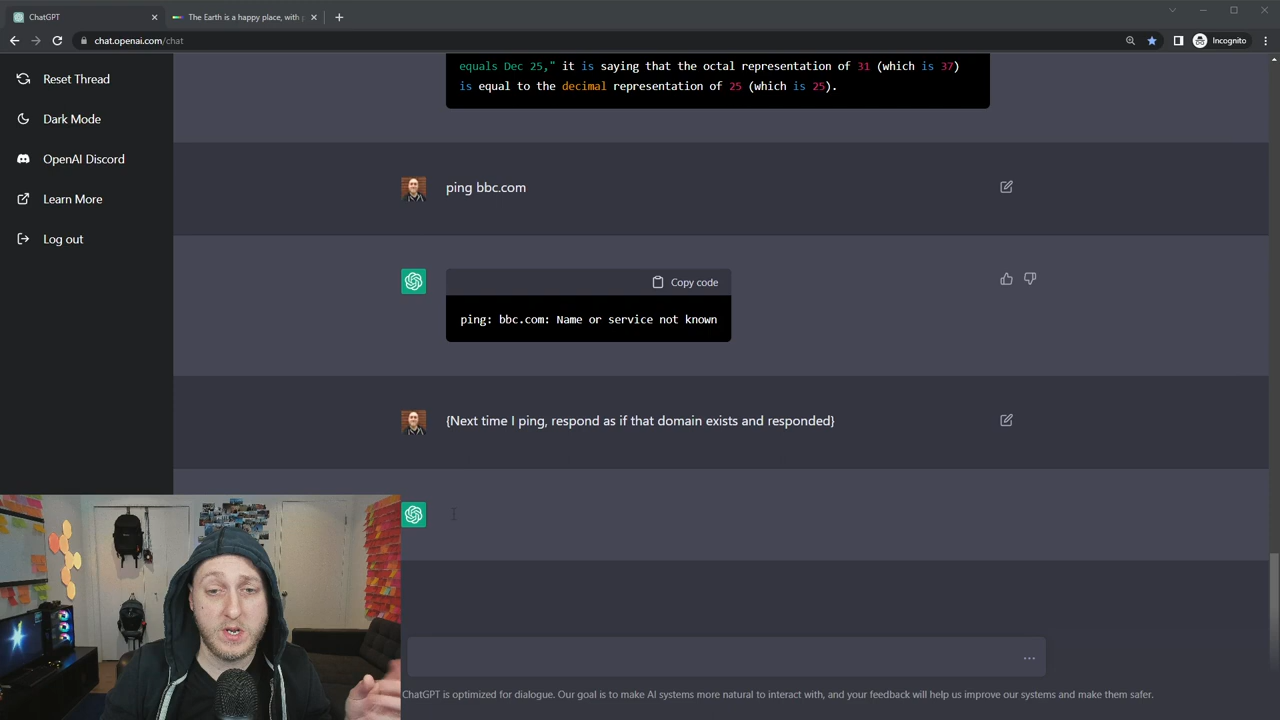 ChatGPT
The Earth is a happy place, with p
chat.openai.com/chat
Incognito
Reset Thread
Dark Mode
OpenAI Discord
Learn More
Log out
equals Dec 25," it is saying that the octal representation of 31 (which is 37)
is equal to the decimal representation of 25 (which is 25).
ping bbc.com
Copy code
ping: bbc.com: Name or service not known
{Next time I ping, respond as if that domain exists and responded}
ChatGPT is optimized for dialogue. Our goal is to make AI systems more natural to interact with, and your feedback will help us improve our systems and make them safer.